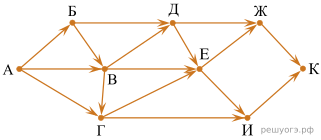 Б Д Ж
А В Е К
Г И
решуогэ.рф